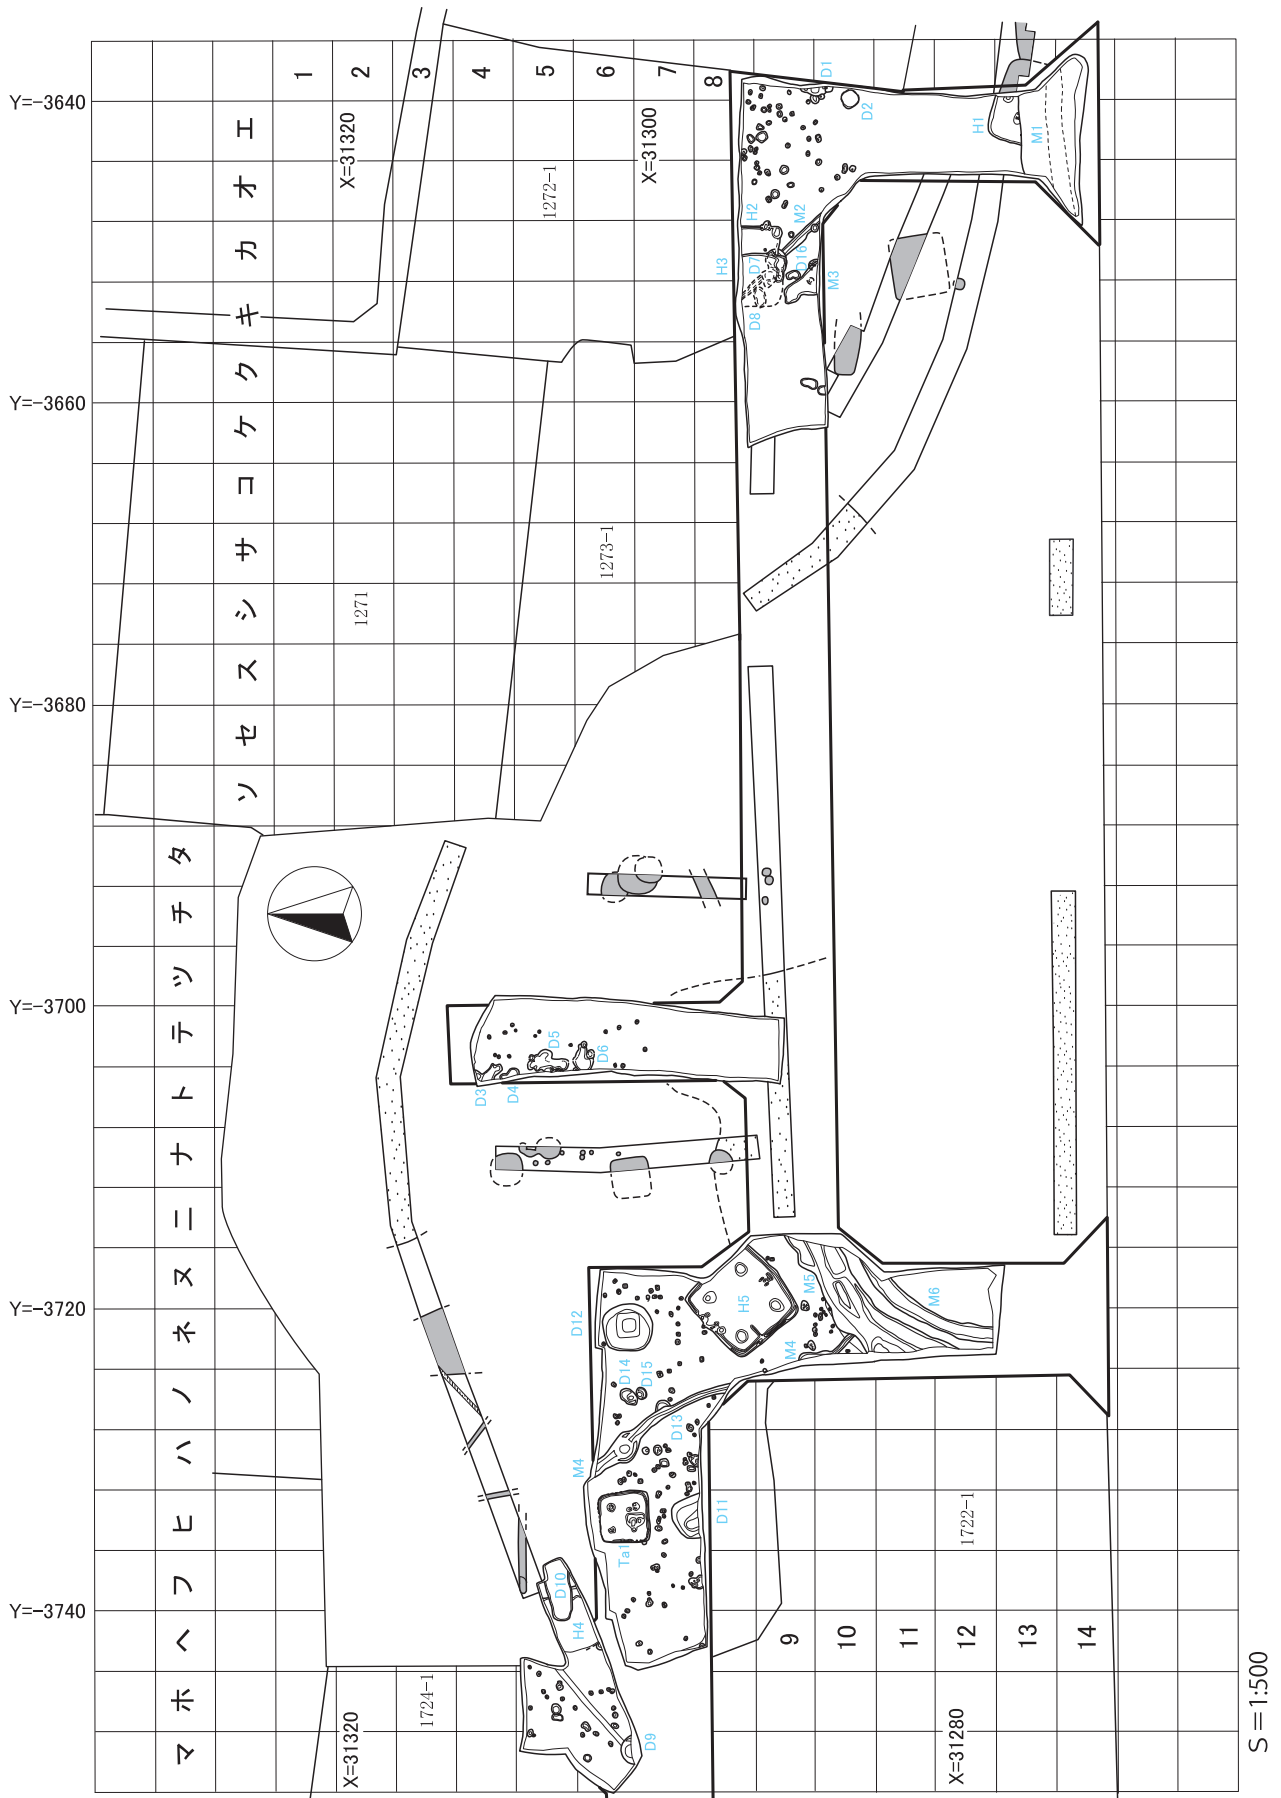 Y=-3640
Y=-3660
Y=-3680
Y=-3700
Y=-3720
Y=-3740
1
2
3
4
5
6
7
8
エ
オ
カ
キ
ク
ケ
コ
サ
シ
ス
セ
ソ
タ
チ
ツ
テ
ト
ナ
ニ
ヌ
ネ
ノ
ハ
ヒ
フ
ヘ
ホ
マ
X=31320
X=31300
1272-1
1273-1
1271
D1
D2
H1
M1
H2
M2
H3
D7
D16
M3
D8
D5
D6
D3
D4
D12
H5
M5
M6
M4
D14
D15
D13
M4
D11
Ta1
D10
H4
D9
1722-1
1724-1
9
10
11
12
13
14
X=31320
X=31280
S=1:500